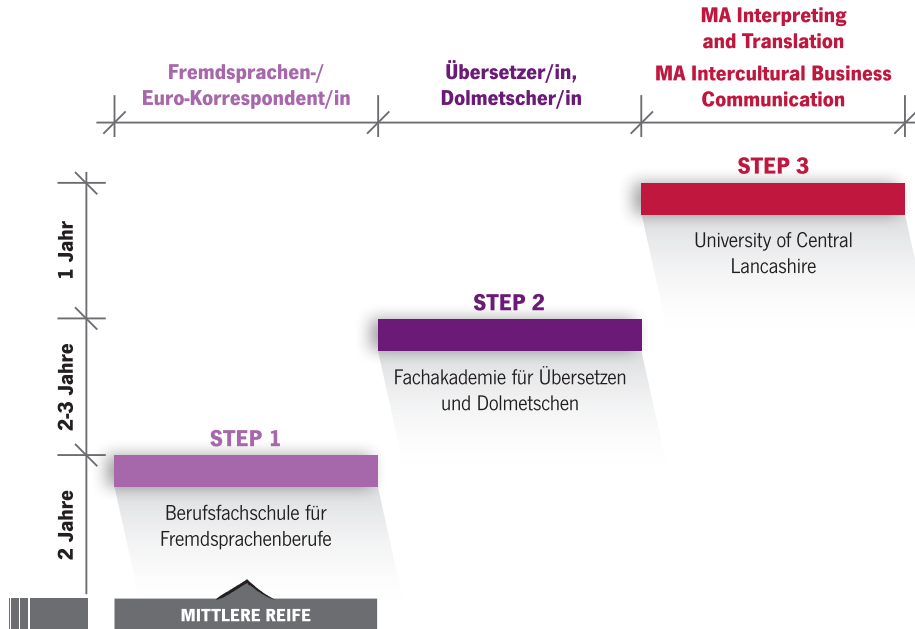 MA Interpreting
and Translation
MA Intercultural Business
Communication
Fremdsprachen-/
Euro-Korrespondent/in
Übersetzer/in,
Dolmetscher/in
STEP 3
University of Central
Lancashire
1 Jahr
STEP 2
Fachakademie für Übersetzen
und Dolmetschen
2-3 Jahre
STEP 1
Berufsfachschule für
Fremdsprachenberufe
2 Jahre
MITTLERE REIFE